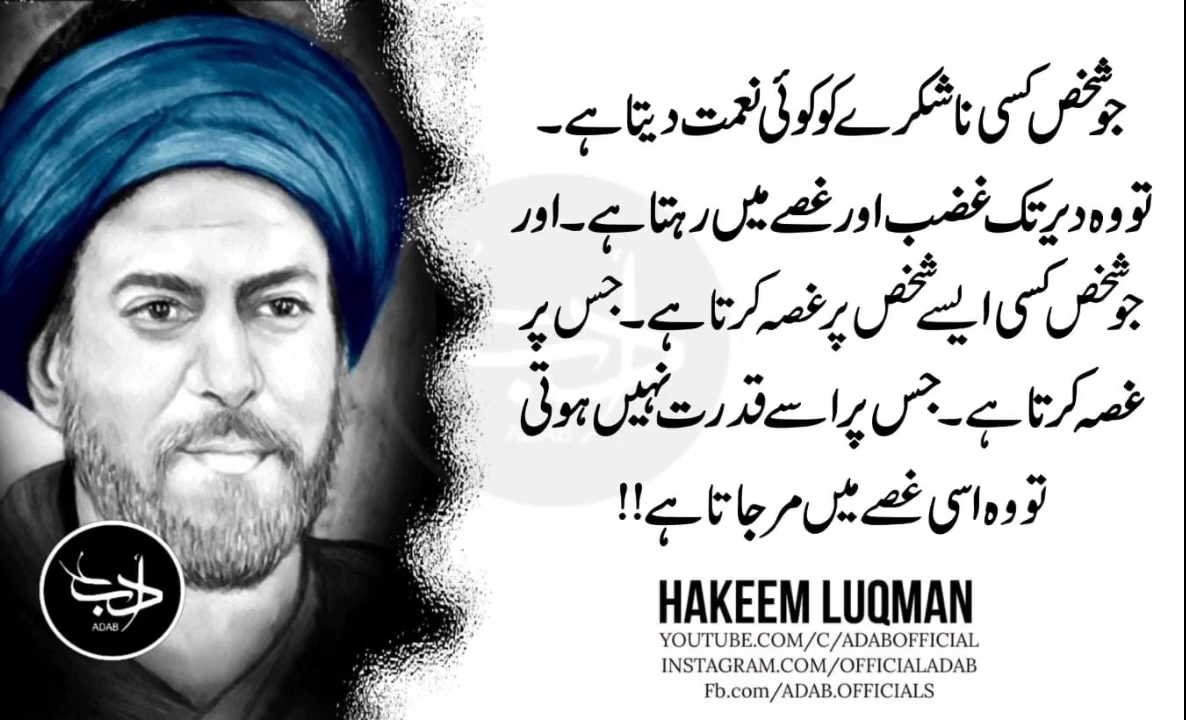 جو شخص کسی ناشکرے کو کوئی نعمت دیتا ہے۔
تو وہ دیر تک غضب اور غصے میں رہتا ہے۔ اور
جو شخص کسی ایسے شخص پر غصہ کرتا ہے۔ جس پر
غصہ کرتا ہے۔ جس پر اسے قدرت نہیں ہوتی
تو وہ اسی غصے میں مر جاتا ہے!!
HAKEEM LUQMAN
YOUTUBE.COM/C/ADABOFFICIAL
INSTAGRAM.COM/OFFICIALADAB
Fb.com/ADAB.OFFICIALS
ادب
ADAB
ADAB